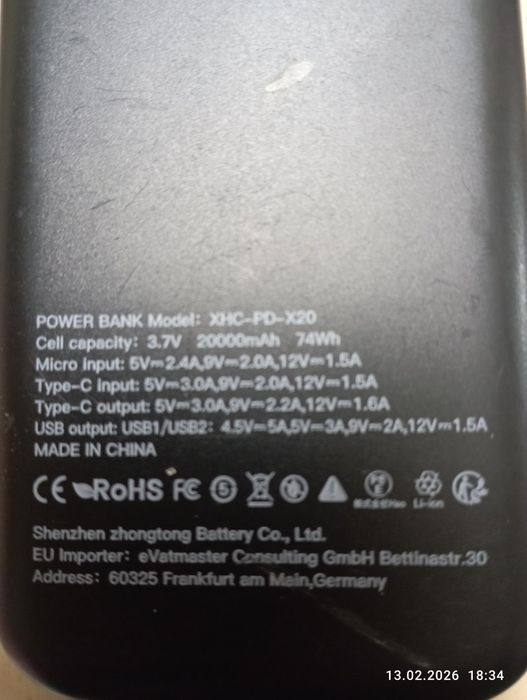 POWER BANK Model: XHC-PD-X20
Cell capacity: 3.7V 20000mAh 74Wh
Micro input: 5V⎓2.4A,9V⎓2.0A,12V⎓1.5A
Type-C input: 5V⎓3.0A,9V⎓2.0A,12V⎓1.5A
Type-C output: 5V⎓3.0A,9V⎓2.2A,12V⎓1.6A
USB output: USB1/USB2: 4.5V⎓5A,5V⎓3A,9V⎓2A,12V⎓1.5A
MADE IN CHINA
CE RoHS FC 5 PSE
Li-ion
Shenzhen zhongtong Battery Co., Ltd.
EU Importer: eVatmaster Consulting GmbH Bettinastr.30
Address: 60325 Frankfurt am Main,Germany
13.02.2026 18:34